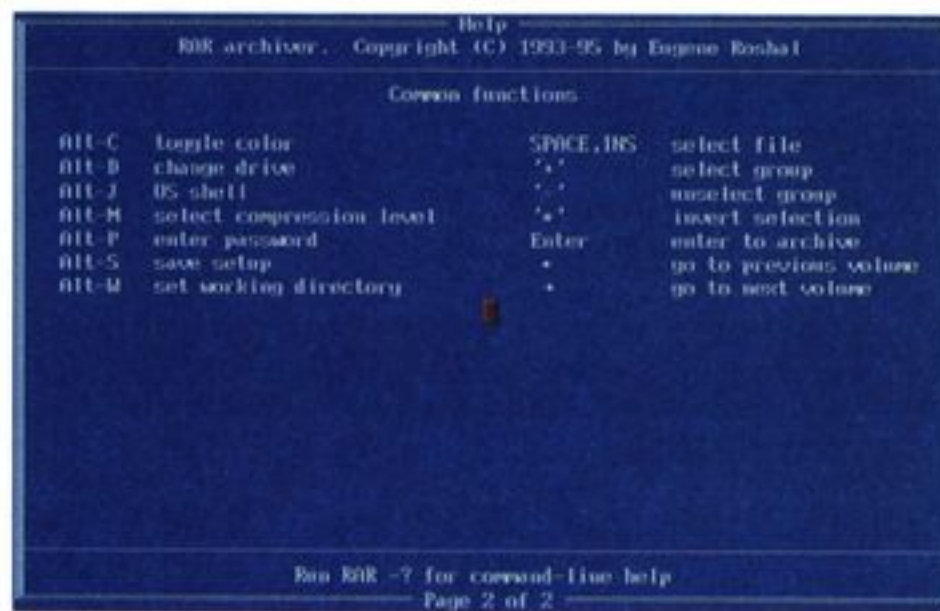 Help
RAR archiver. Copyright (C) 1993-95 by Eugene Roshal
Common functions
Alt-C toggle color SPACE,INS select file
Alt-D change drive '+' select group
Alt-J OS shell '-' unselect group
Alt-M select compression level '*' invert selection
Alt-P enter password Enter enter to archive
Alt-S save setup go to previous volume
Alt-W set working directory go to next volume
Run RAR -? for command-line help
Page 2 of 2